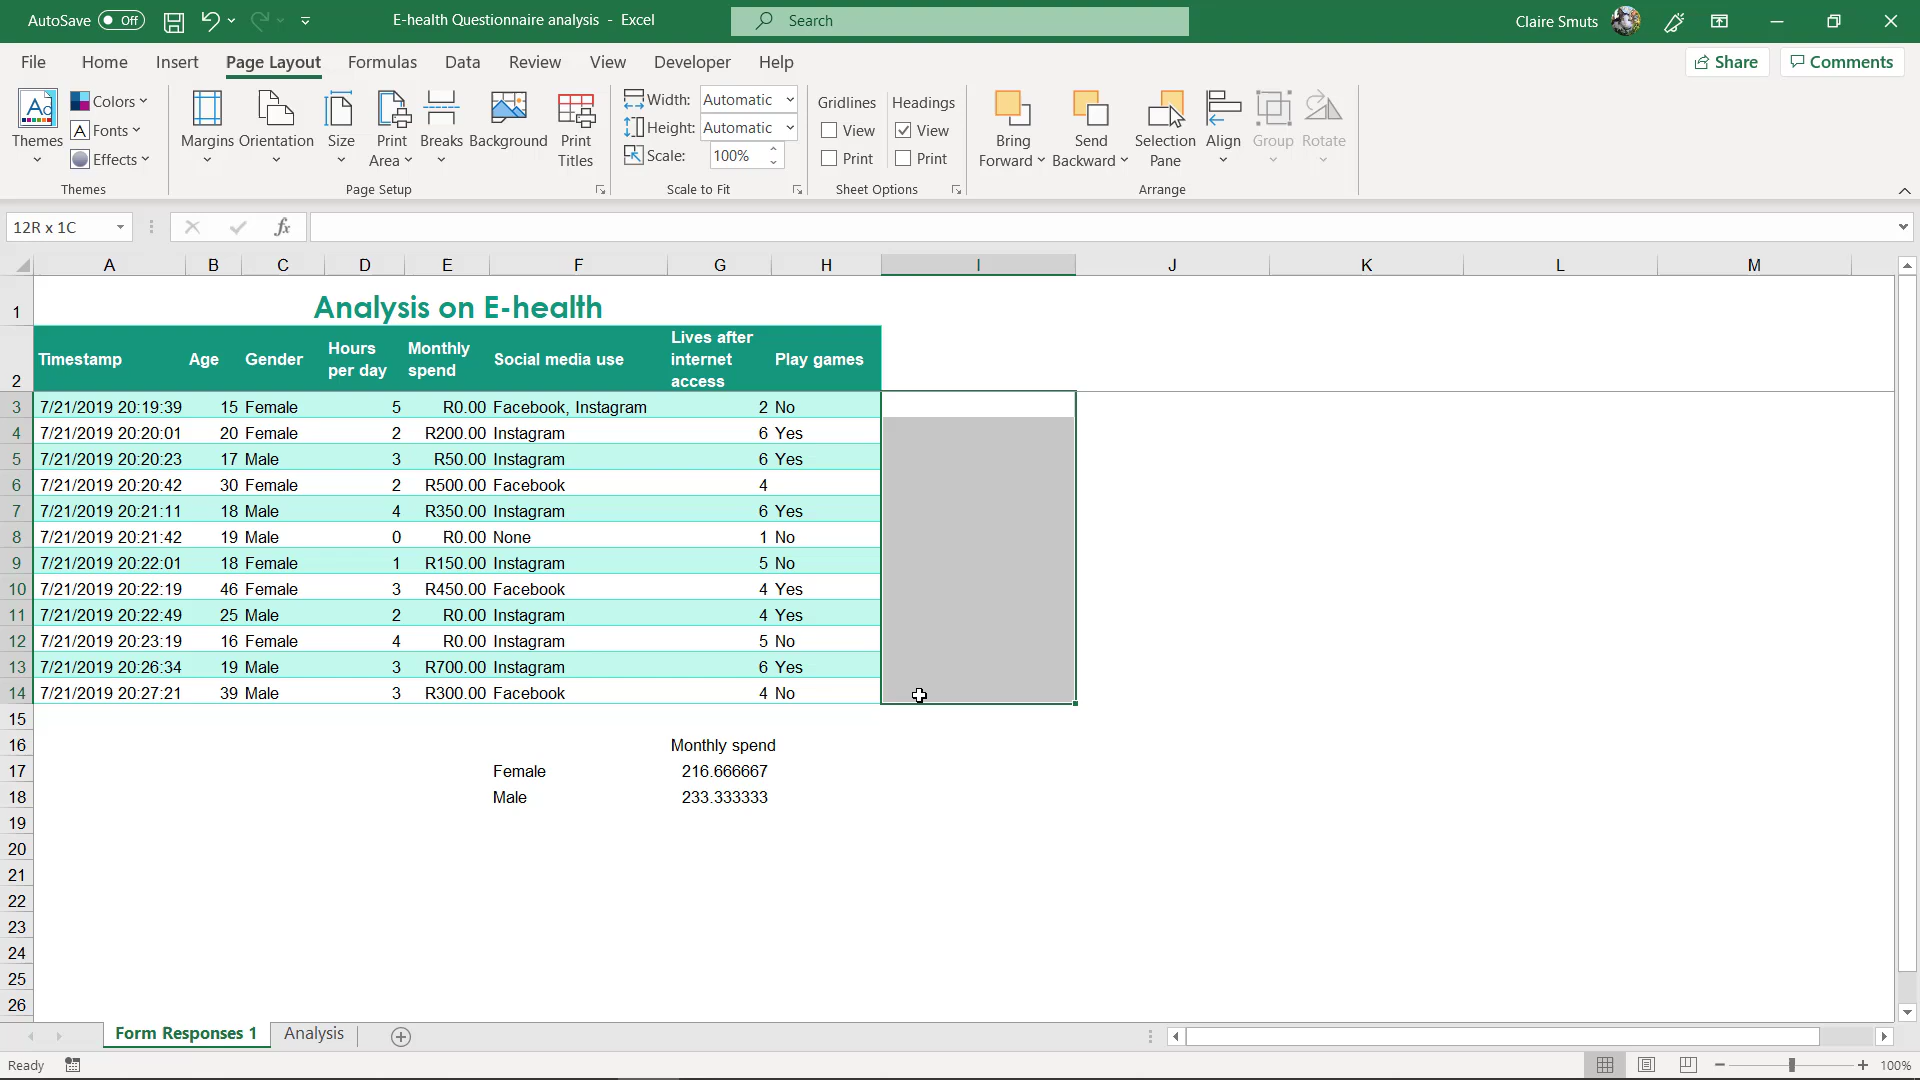 AutoSave Off E-health Questionnaire analysis - Excel Search Claire Smuts
File Home Insert Page Layout Formulas Data Review View Developer Help Share Comments
Themes Colors Fonts Effects
Margins Orientation Size Print Area Breaks Background Print Titles
Width: Automatic
Height: Automatic
Scale: 100%
Gridlines Headings
View View
Print Print
Bring Forward Send Backward Selection Pane Align Group Rotate
Themes Page Setup Scale to Fit Sheet Options Arrange
12R x 1C fx
A B C D E F G H I J K L M
1 Analysis on E-health
2 Timestamp Age Gender Hours per day Monthly spend Social media use Lives after internet access Play games
3 7/21/2019 20:19:39 15 Female 5 R0.00 Facebook, Instagram 2 No
4 7/21/2019 20:20:01 20 Female 2 R200.00 Instagram 6 Yes
5 7/21/2019 20:20:23 17 Male 3 R50.00 Instagram 6 Yes
6 7/21/2019 20:20:42 30 Female 2 R500.00 Facebook 4
7 7/21/2019 20:21:11 18 Male 4 R350.00 Instagram 6 Yes
8 7/21/2019 20:21:42 19 Male 0 R0.00 None 1 No
9 7/21/2019 20:22:01 18 Female 1 R150.00 Instagram 5 No
10 7/21/2019 20:22:19 46 Female 3 R450.00 Facebook 4 Yes
11 7/21/2019 20:22:49 25 Male 2 R0.00 Instagram 4 Yes
12 7/21/2019 20:23:19 16 Female 4 R0.00 Instagram 5 No
13 7/21/2019 20:26:34 19 Male 3 R700.00 Instagram 6 Yes
14 7/21/2019 20:27:21 39 Male 3 R300.00 Facebook 4 No
15
16 Monthly spend
17 Female 216.666667
18 Male 233.333333
19
20
21
22
23
24
25
26
Form Responses 1 Analysis
Ready 100%